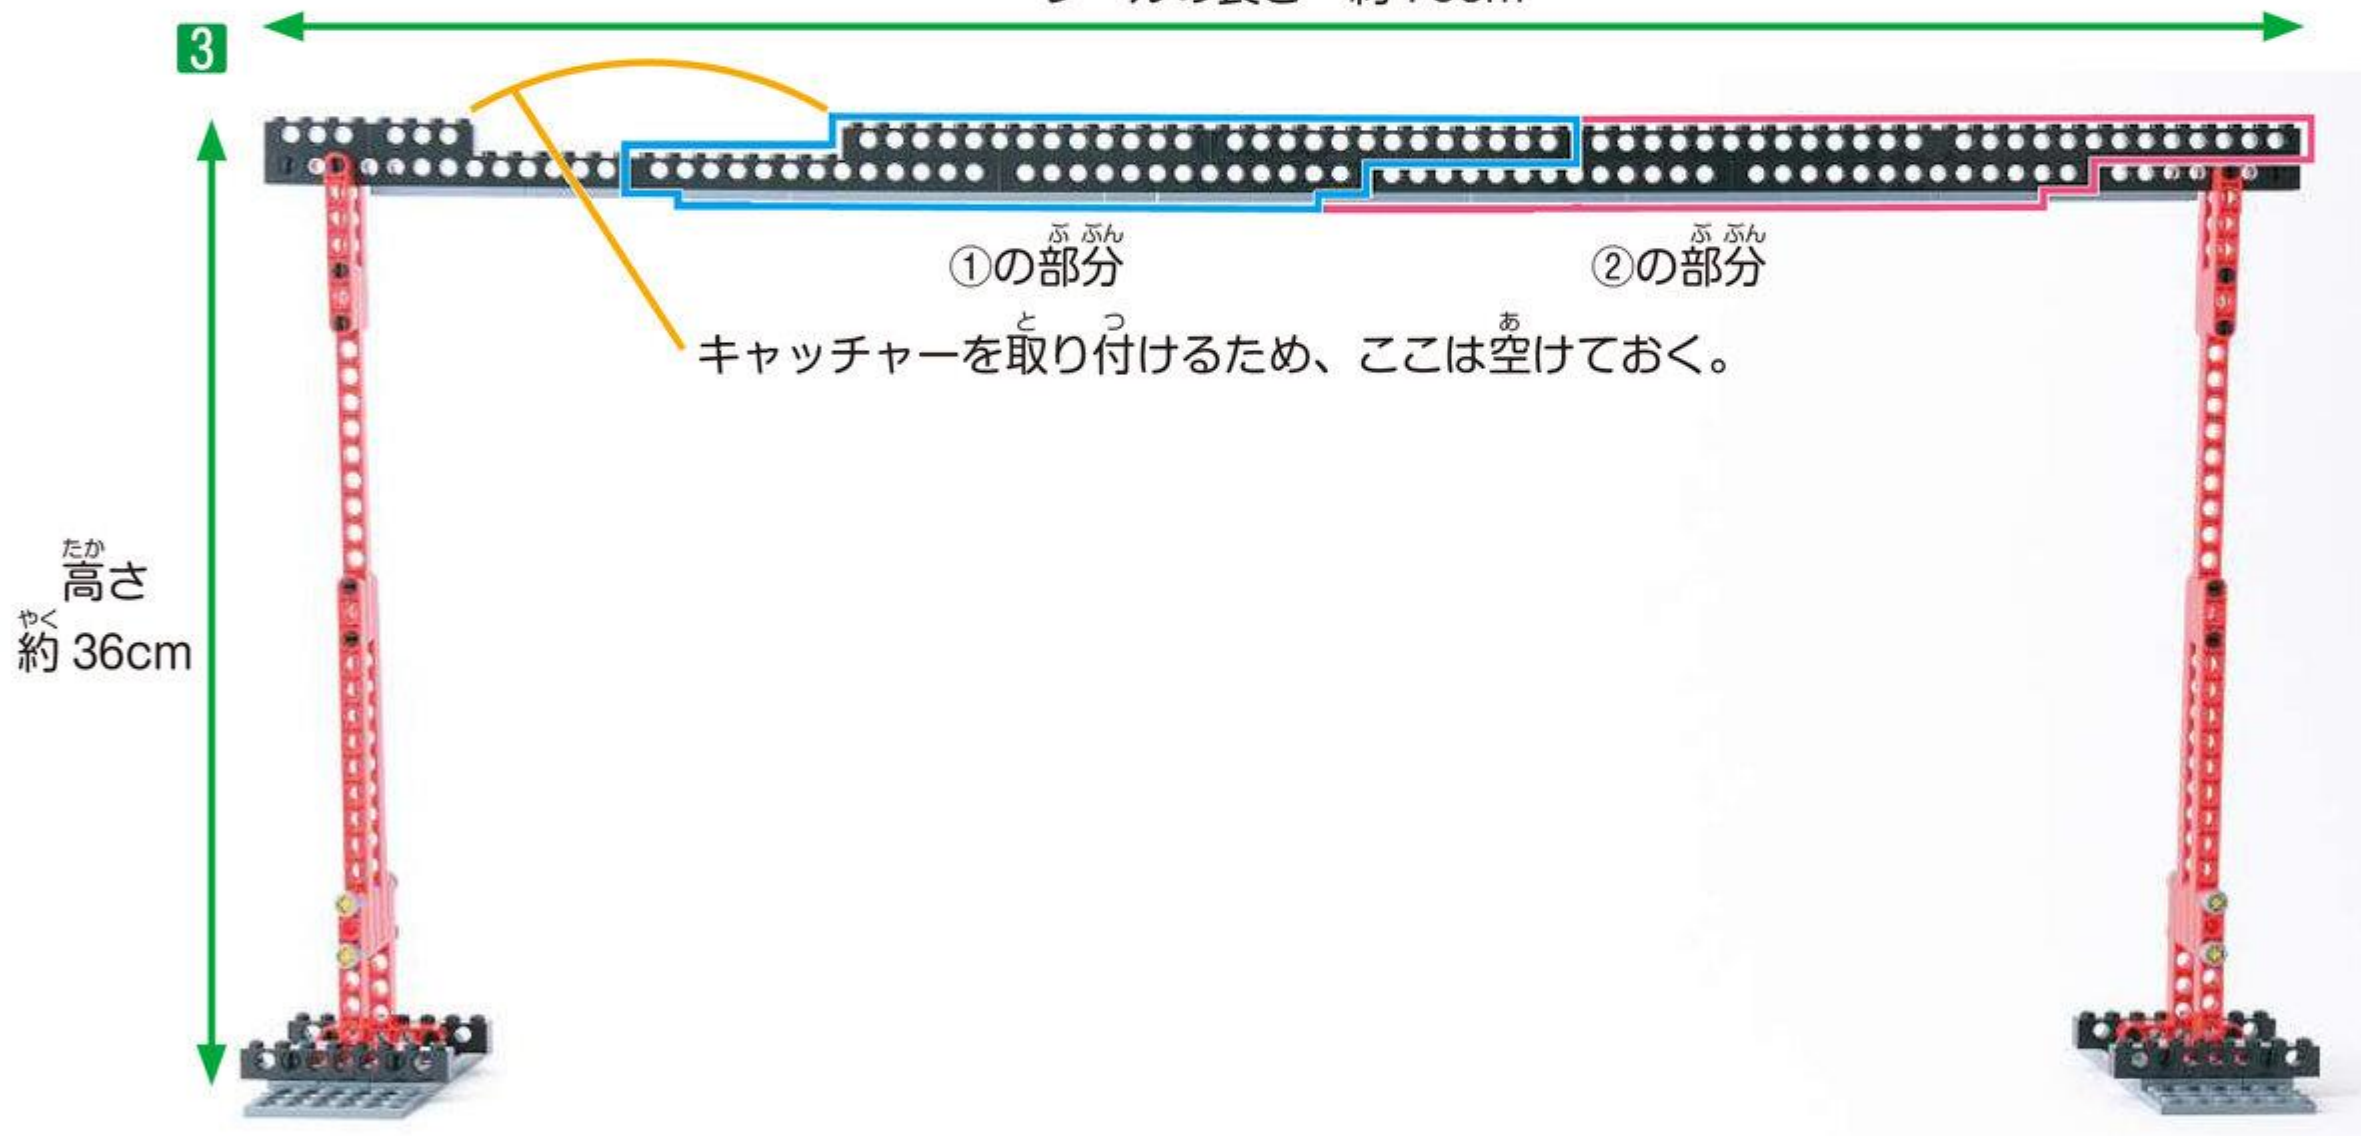 3
①の部分
②の部分
キャッチャーを取り付けるため、ここは空けておく。
高さ
約 36cm